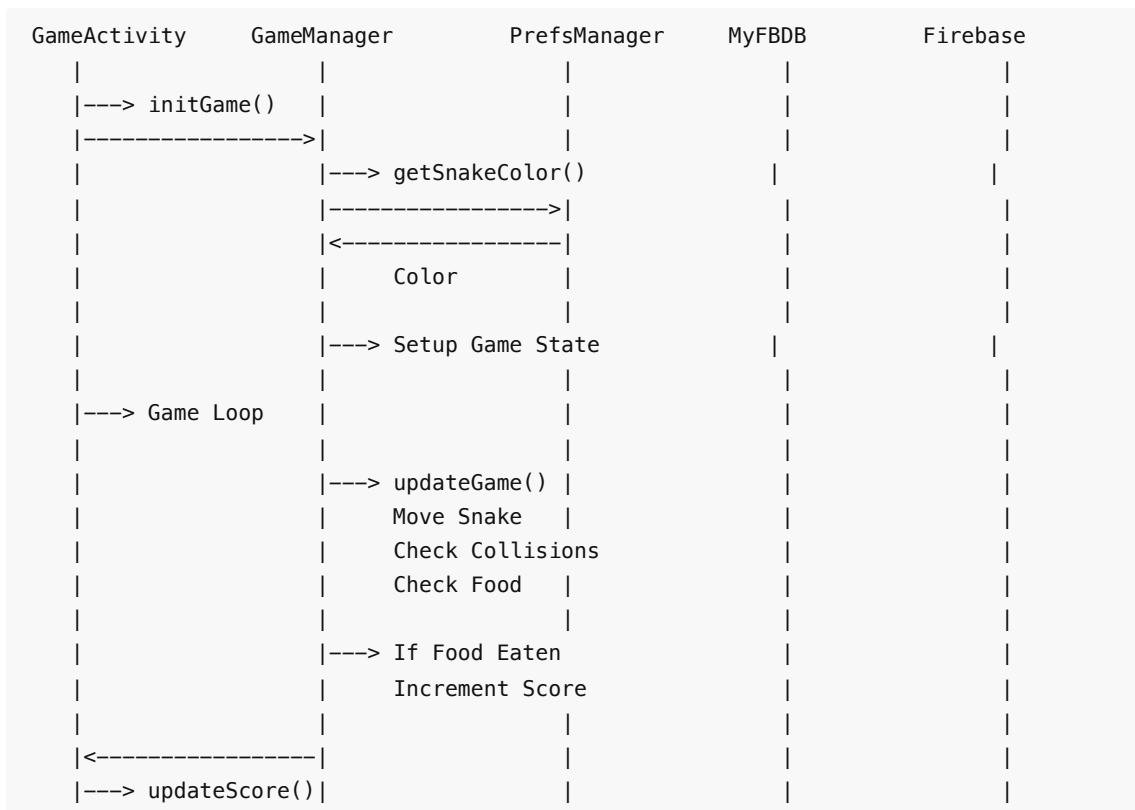 GameActivity     GameManager          PrefsManager     MyFBDB          Firebase
   |                   |                   |                 |                 |
   |---> initGame()    |                   |                 |                 |
   |------------------>|                   |                 |                 |
   |                   |---> getSnakeColor()               |                 |
   |                   |------------------>|                 |                 |
   |                   |<------------------|                 |                 |
   |                   |     Color         |                 |                 |
   |                   |                   |                 |                 |
   |                   |---> Setup Game State              |                 |
   |                   |                   |                 |                 |
   |---> Game Loop     |                   |                 |                 |
   |                   |                   |                 |                 |
   |                   |---> updateGame() |                 |                 |
   |                   |     Move Snake   |                 |                 |
   |                   |     Check Collisions               |                 |
   |                   |     Check Food   |                 |                 |
   |                   |                   |                 |                 |
   |                   |---> If Food Eaten                  |                 |
   |                   |     Increment Score                |                 |
   |                   |                   |                 |                 |
   |<------------------|                   |                 |                 |
   |---> updateScore()|                   |                 |                 |